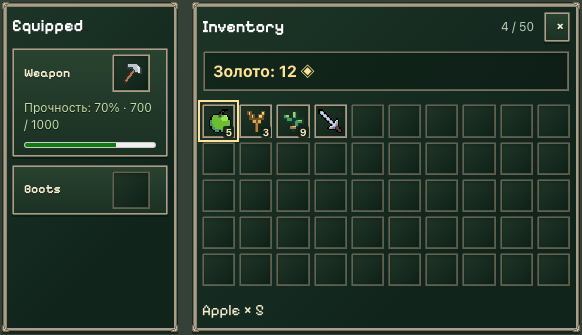 Equipped
Weapon
Прочность: 70% · 700
/ 1000
Boots
Inventory
4 / 50
×
Золото: 12
5
3
9
Apple × 5